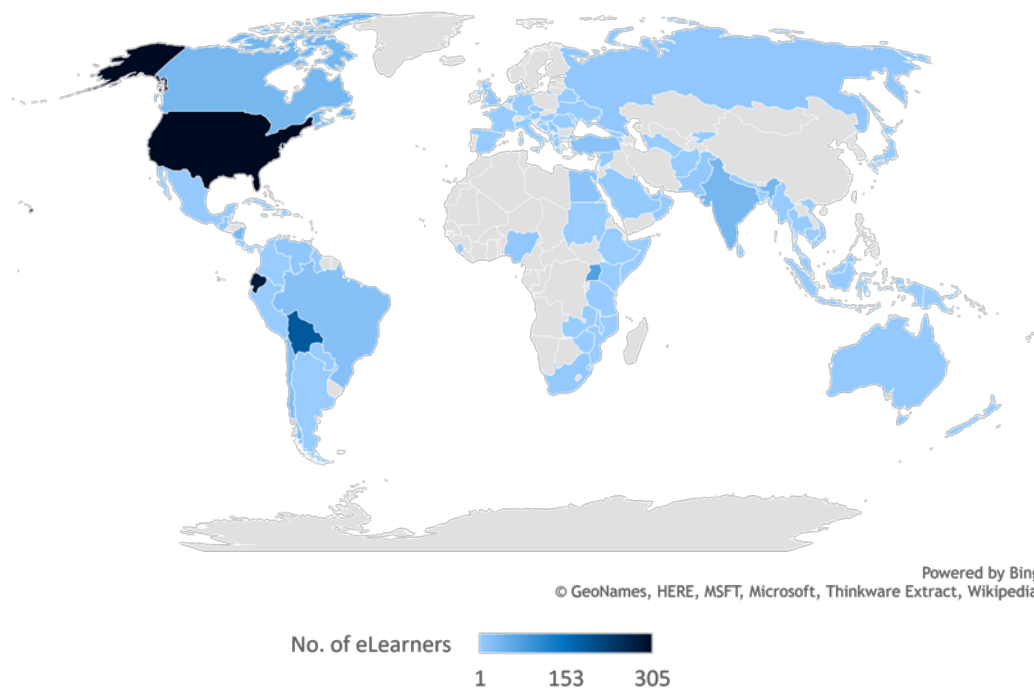 Powered by Bing
© GeoNames, HERE, MSFT, Microsoft, Thinkware Extract, Wikipedia
No. of eLearners
1 153 305